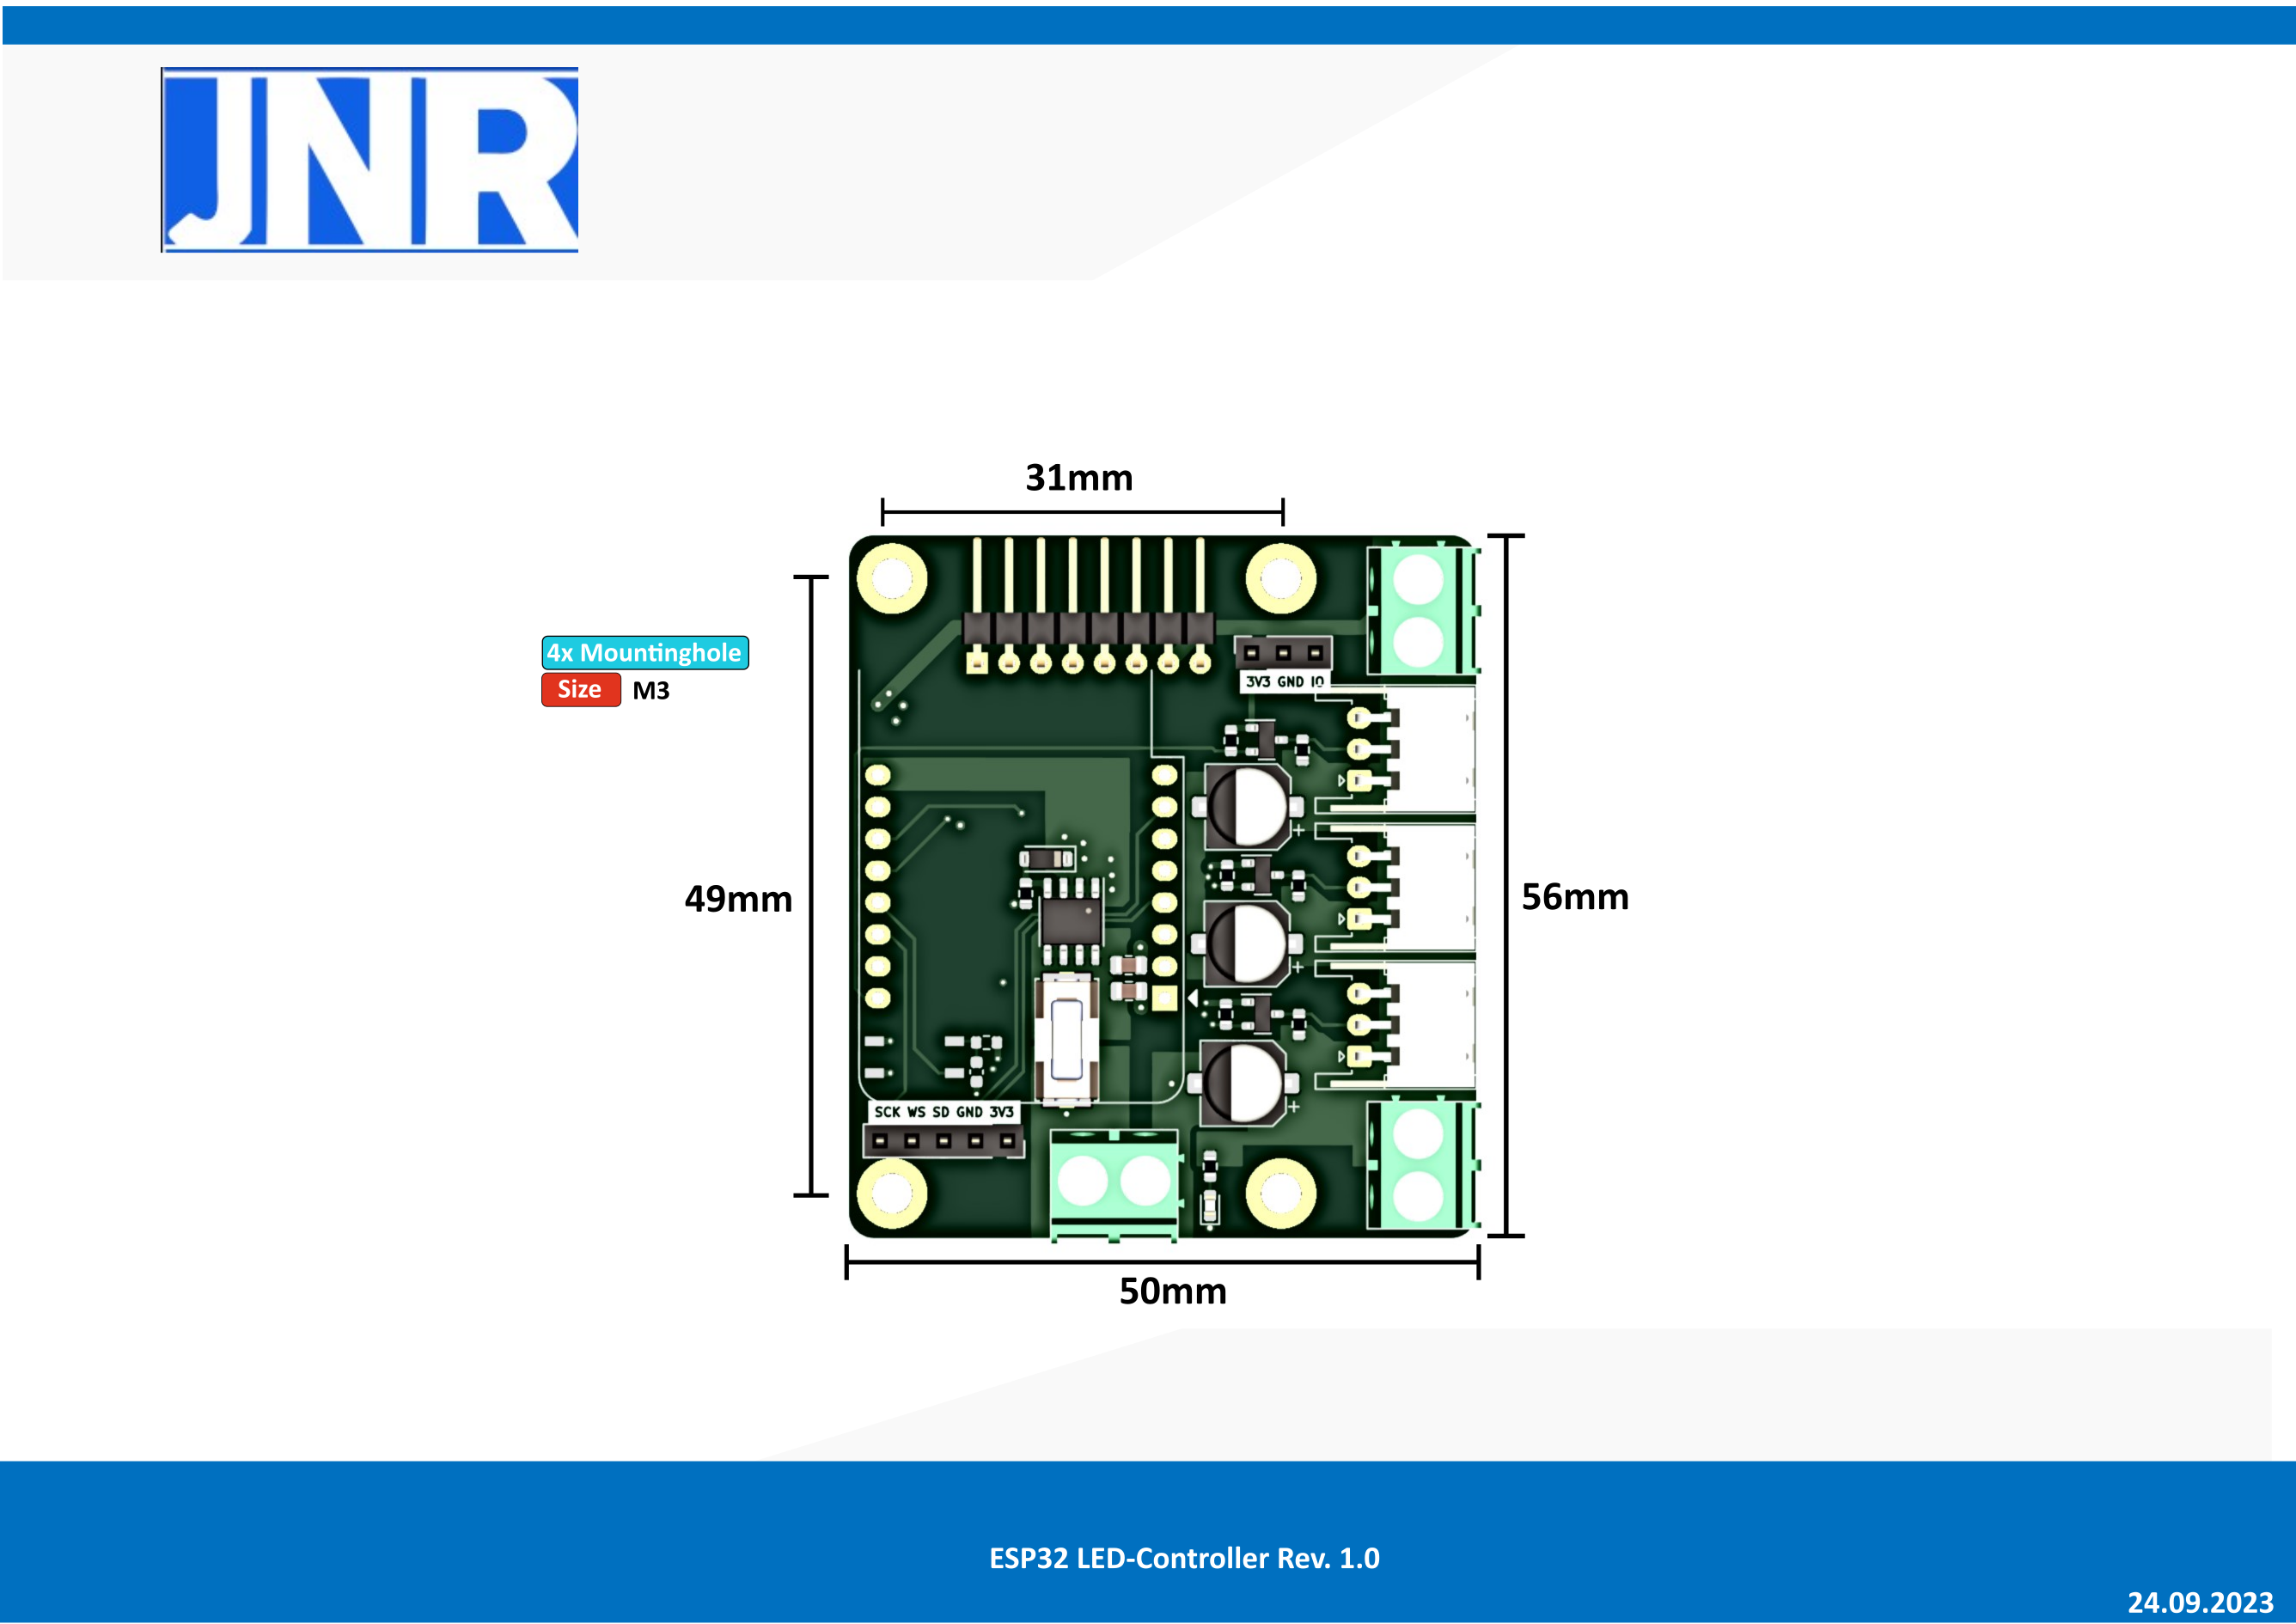 JNR
31mm
4x Mountinghole
Size M3
3V3 GND IO
49mm
56mm
SCK WS SD GND 3V3
50mm
ESP32 LED-Controller Rev. 1.0
24.09.2023